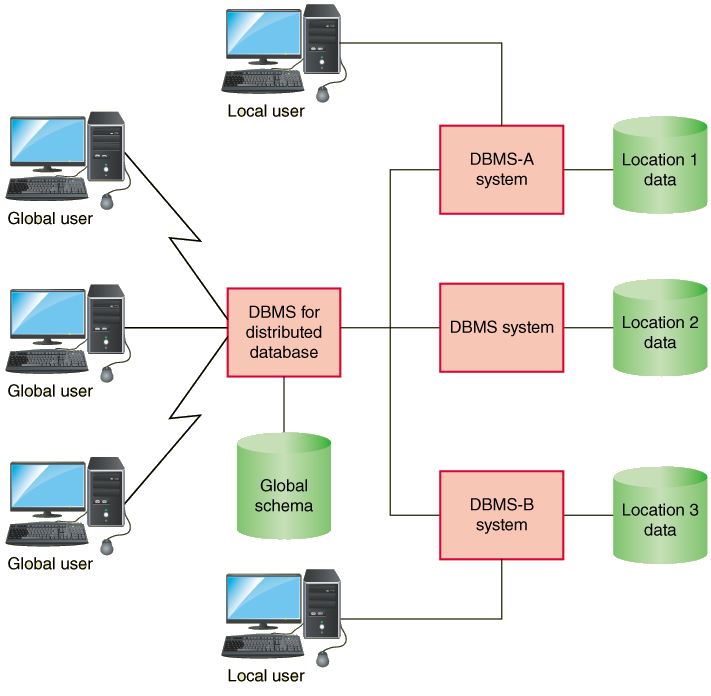 Local user
DBMS-A
system
Location 1
data
Global user
DBMS for
distributed
database
DBMS system
Location 2
data
Global user
Global
schema
DBMS-B
system
Location 3
data
Global user
Local user